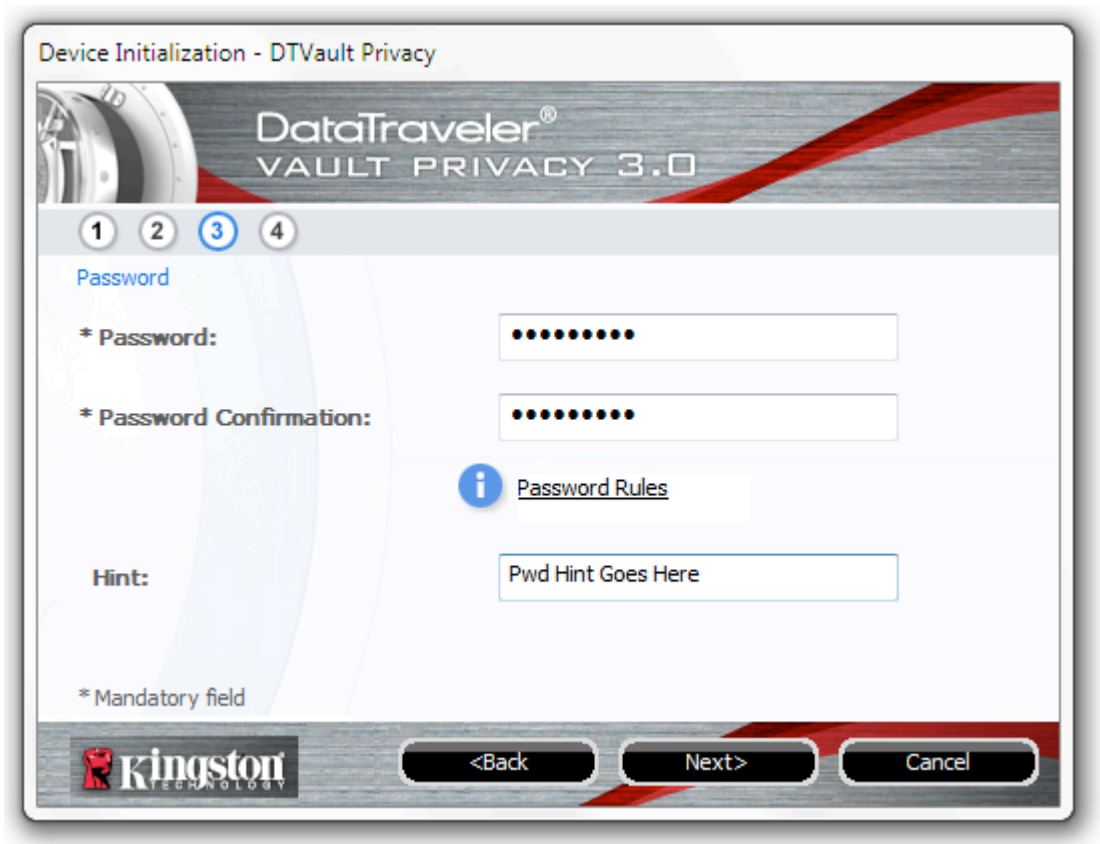 Device Initialization - DTVault Privacy
DataTraveler®
VAULT PRIVACY 3.0
1 2 3 4
Password
* Password: •••••••••
* Password Confirmation: •••••••••
i Password Rules
Hint: Pwd Hint Goes Here
* Mandatory field
Kingston
TECHNOLOGY
<Back Next> Cancel